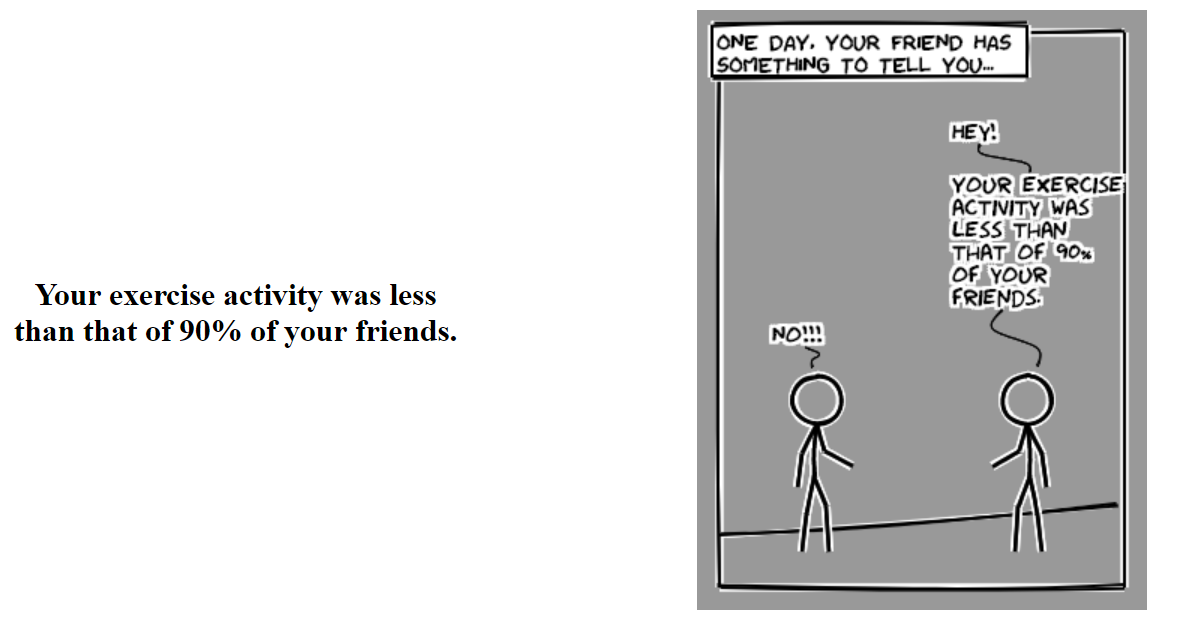 Your exercise activity was less
than that of 90% of your friends.
ONE DAY, YOUR FRIEND HAS
SOMETHING TO TELL YOU...
HEY!
YOUR EXERCISE
ACTIVITY WAS
LESS THAN
THAT OF 90%
OF YOUR
FRIENDS.
NO!!!